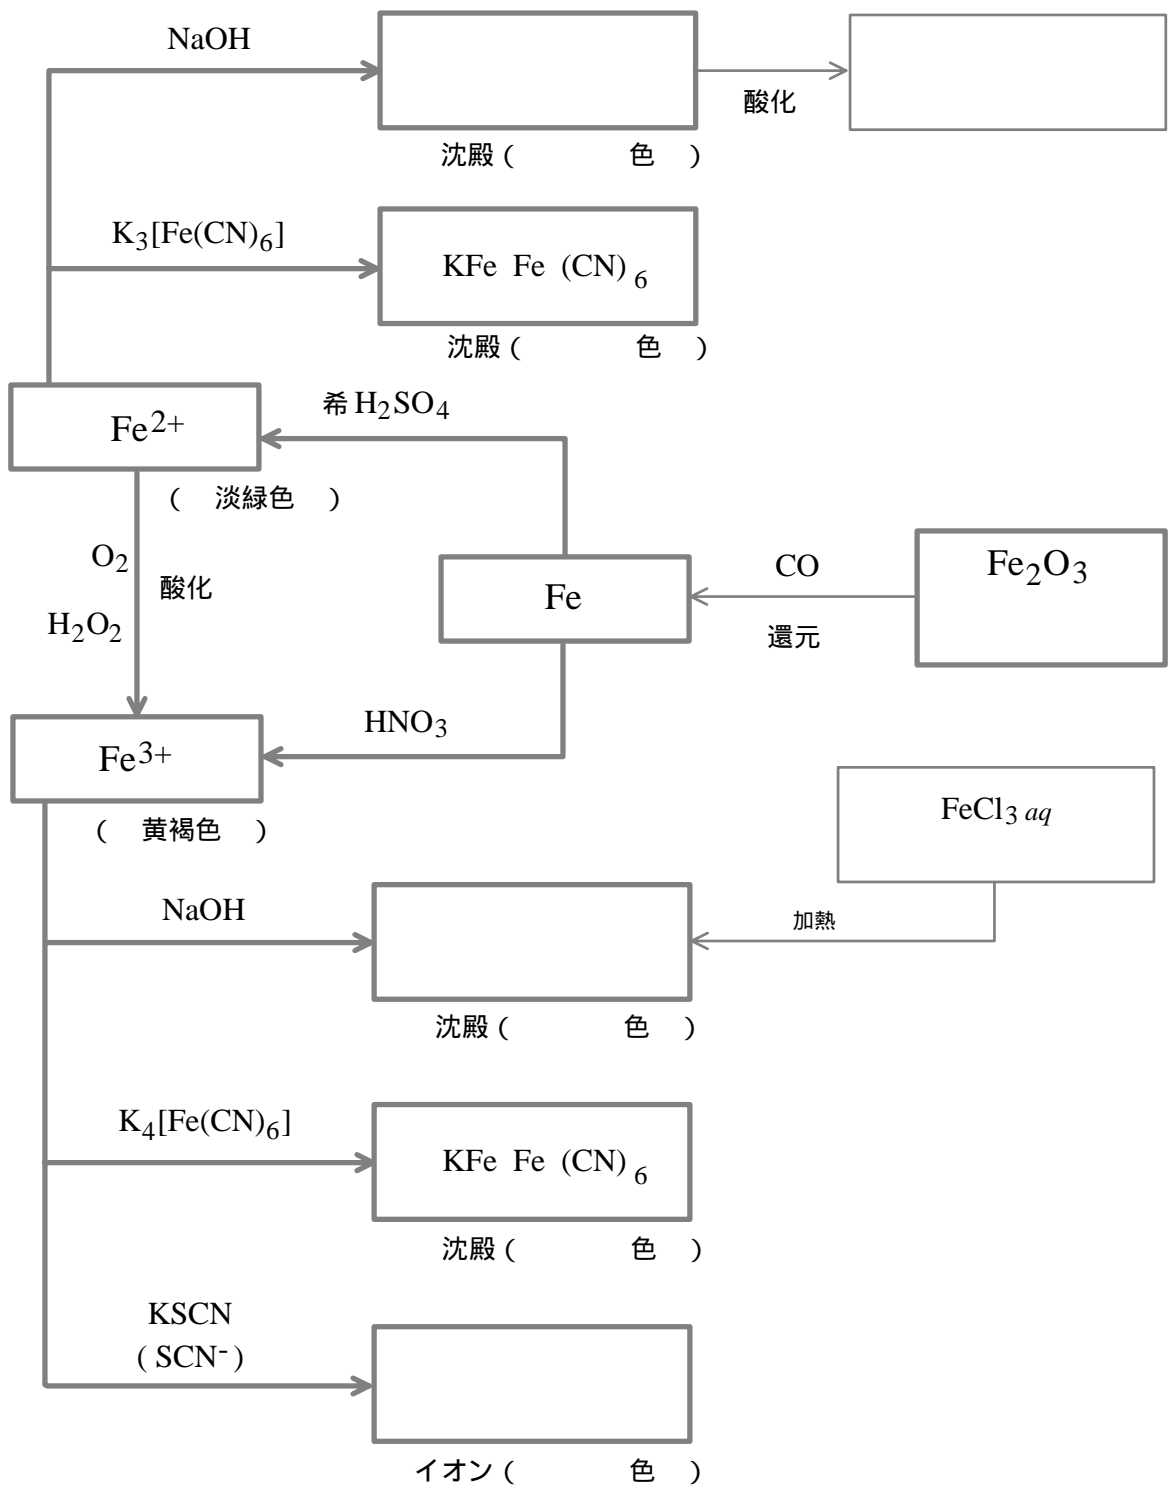 NaOH
酸化
沈殿 ( 色 )
K₃[Fe(CN)₆]
KFe Fe (CN) ₆
沈殿 ( 色 )
希 H₂SO₄
Fe²⁺
( 淡緑色 )
O₂
酸化
H₂O₂
Fe
CO
還元
Fe₂O₃
HNO₃
Fe³⁺
( 黄褐色 )
FeCl₃ aq
NaOH
加熱
沈殿 ( 色 )
K₄[Fe(CN)₆]
KFe Fe (CN) ₆
沈殿 ( 色 )
KSCN
( SCN⁻ )
イオン ( 色 )